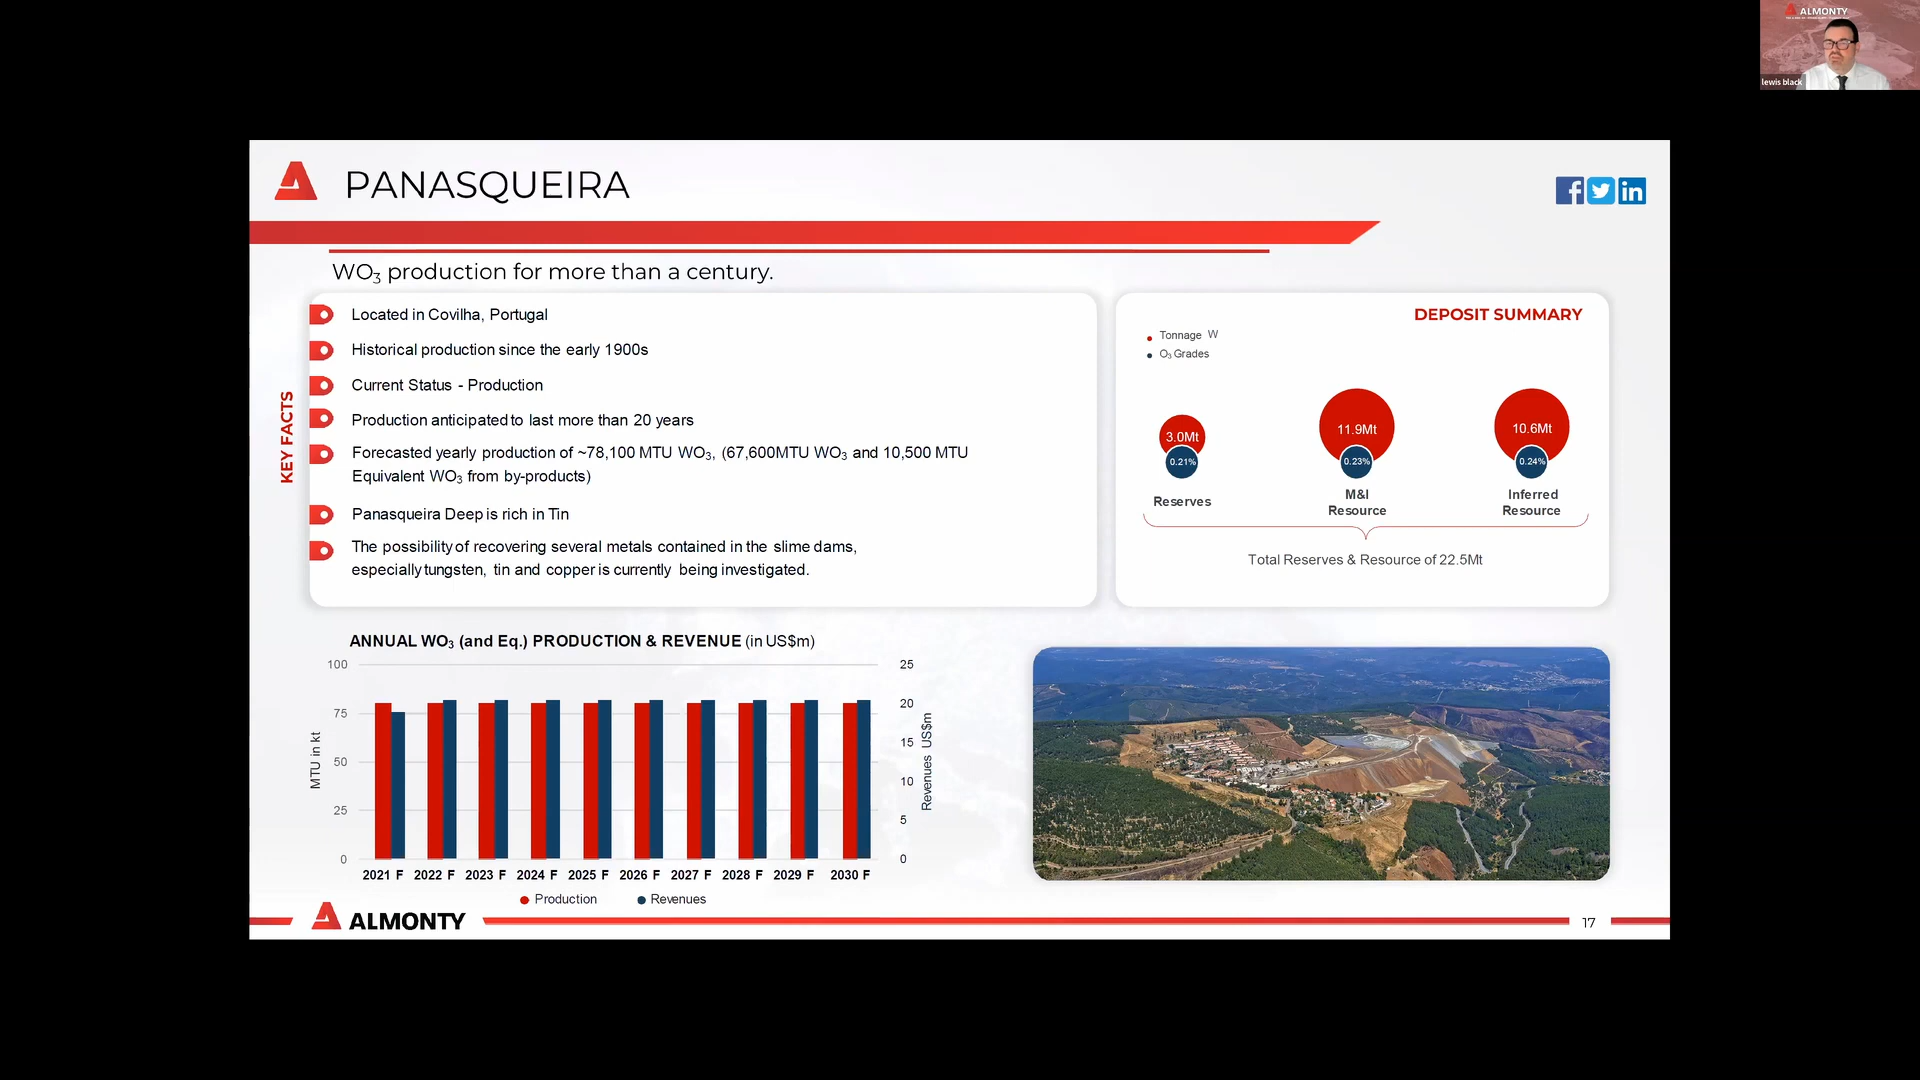 ALMONTY
lewis black
PANASQUEIRA
WO₃ production for more than a century.
KEY FACTS
Located in Covilha, Portugal
Historical production since the early 1900s
Current Status - Production
Production anticipated to last more than 20 years
Forecasted yearly production of ~78,100 MTU WO₃, (67,600MTU WO₃ and 10,500 MTU
Equivalent WO₃ from by-products)
Panasqueira Deep is rich in Tin
The possibility of recovering several metals contained in the slime dams,
especially tungsten, tin and copper is currently being investigated.
DEPOSIT SUMMARY
Tonnage W
O₃ Grades
3.0Mt 11.9Mt 10.6Mt
0.21% 0.23% 0.24%
Reserves
M&I
Resource
Inferred
Resource
Total Reserves & Resource of 22.5Mt
ANNUAL WO₃ (and Eq.) PRODUCTION & REVENUE (in US$m)
MTU in kt
100
75
50
25
0
25
20
15
10
5
0
Revenues US$m
2021 F 2022 F 2023 F 2024 F 2025 F 2026 F 2027 F 2028 F 2029 F 2030 F
Production Revenues
ALMONTY
17